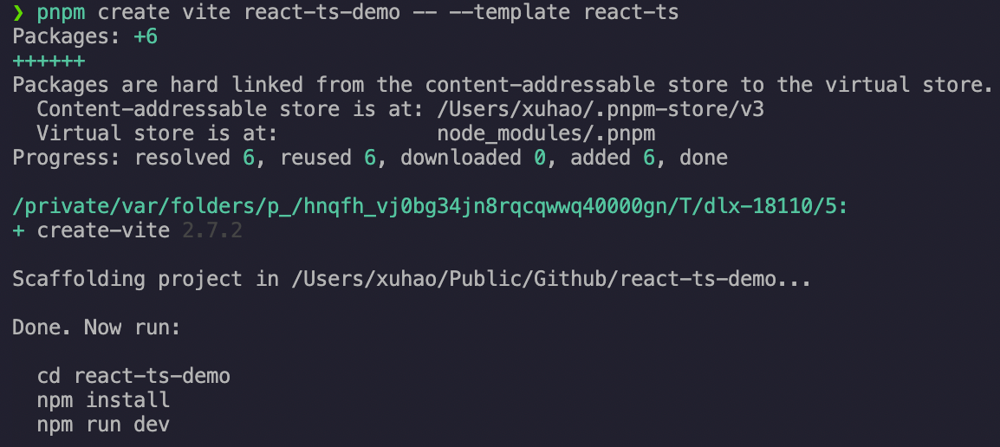 ❯ pnpm create vite react-ts-demo -- --template react-ts
Packages: +6
++++++
Packages are hard linked from the content-addressable store to the virtual store.
  Content-addressable store is at: /Users/xuhao/.pnpm-store/v3
  Virtual store is at:             node_modules/.pnpm
Progress: resolved 6, reused 6, downloaded 0, added 6, done
/private/var/folders/p_/hnqfh_vj0bg34jn8rqcqwwq40000gn/T/dlx-18110/5:
+ create-vite 2.7.2
Scaffolding project in /Users/xuhao/Public/Github/react-ts-demo...
Done. Now run:
  cd react-ts-demo
  npm install
  npm run dev